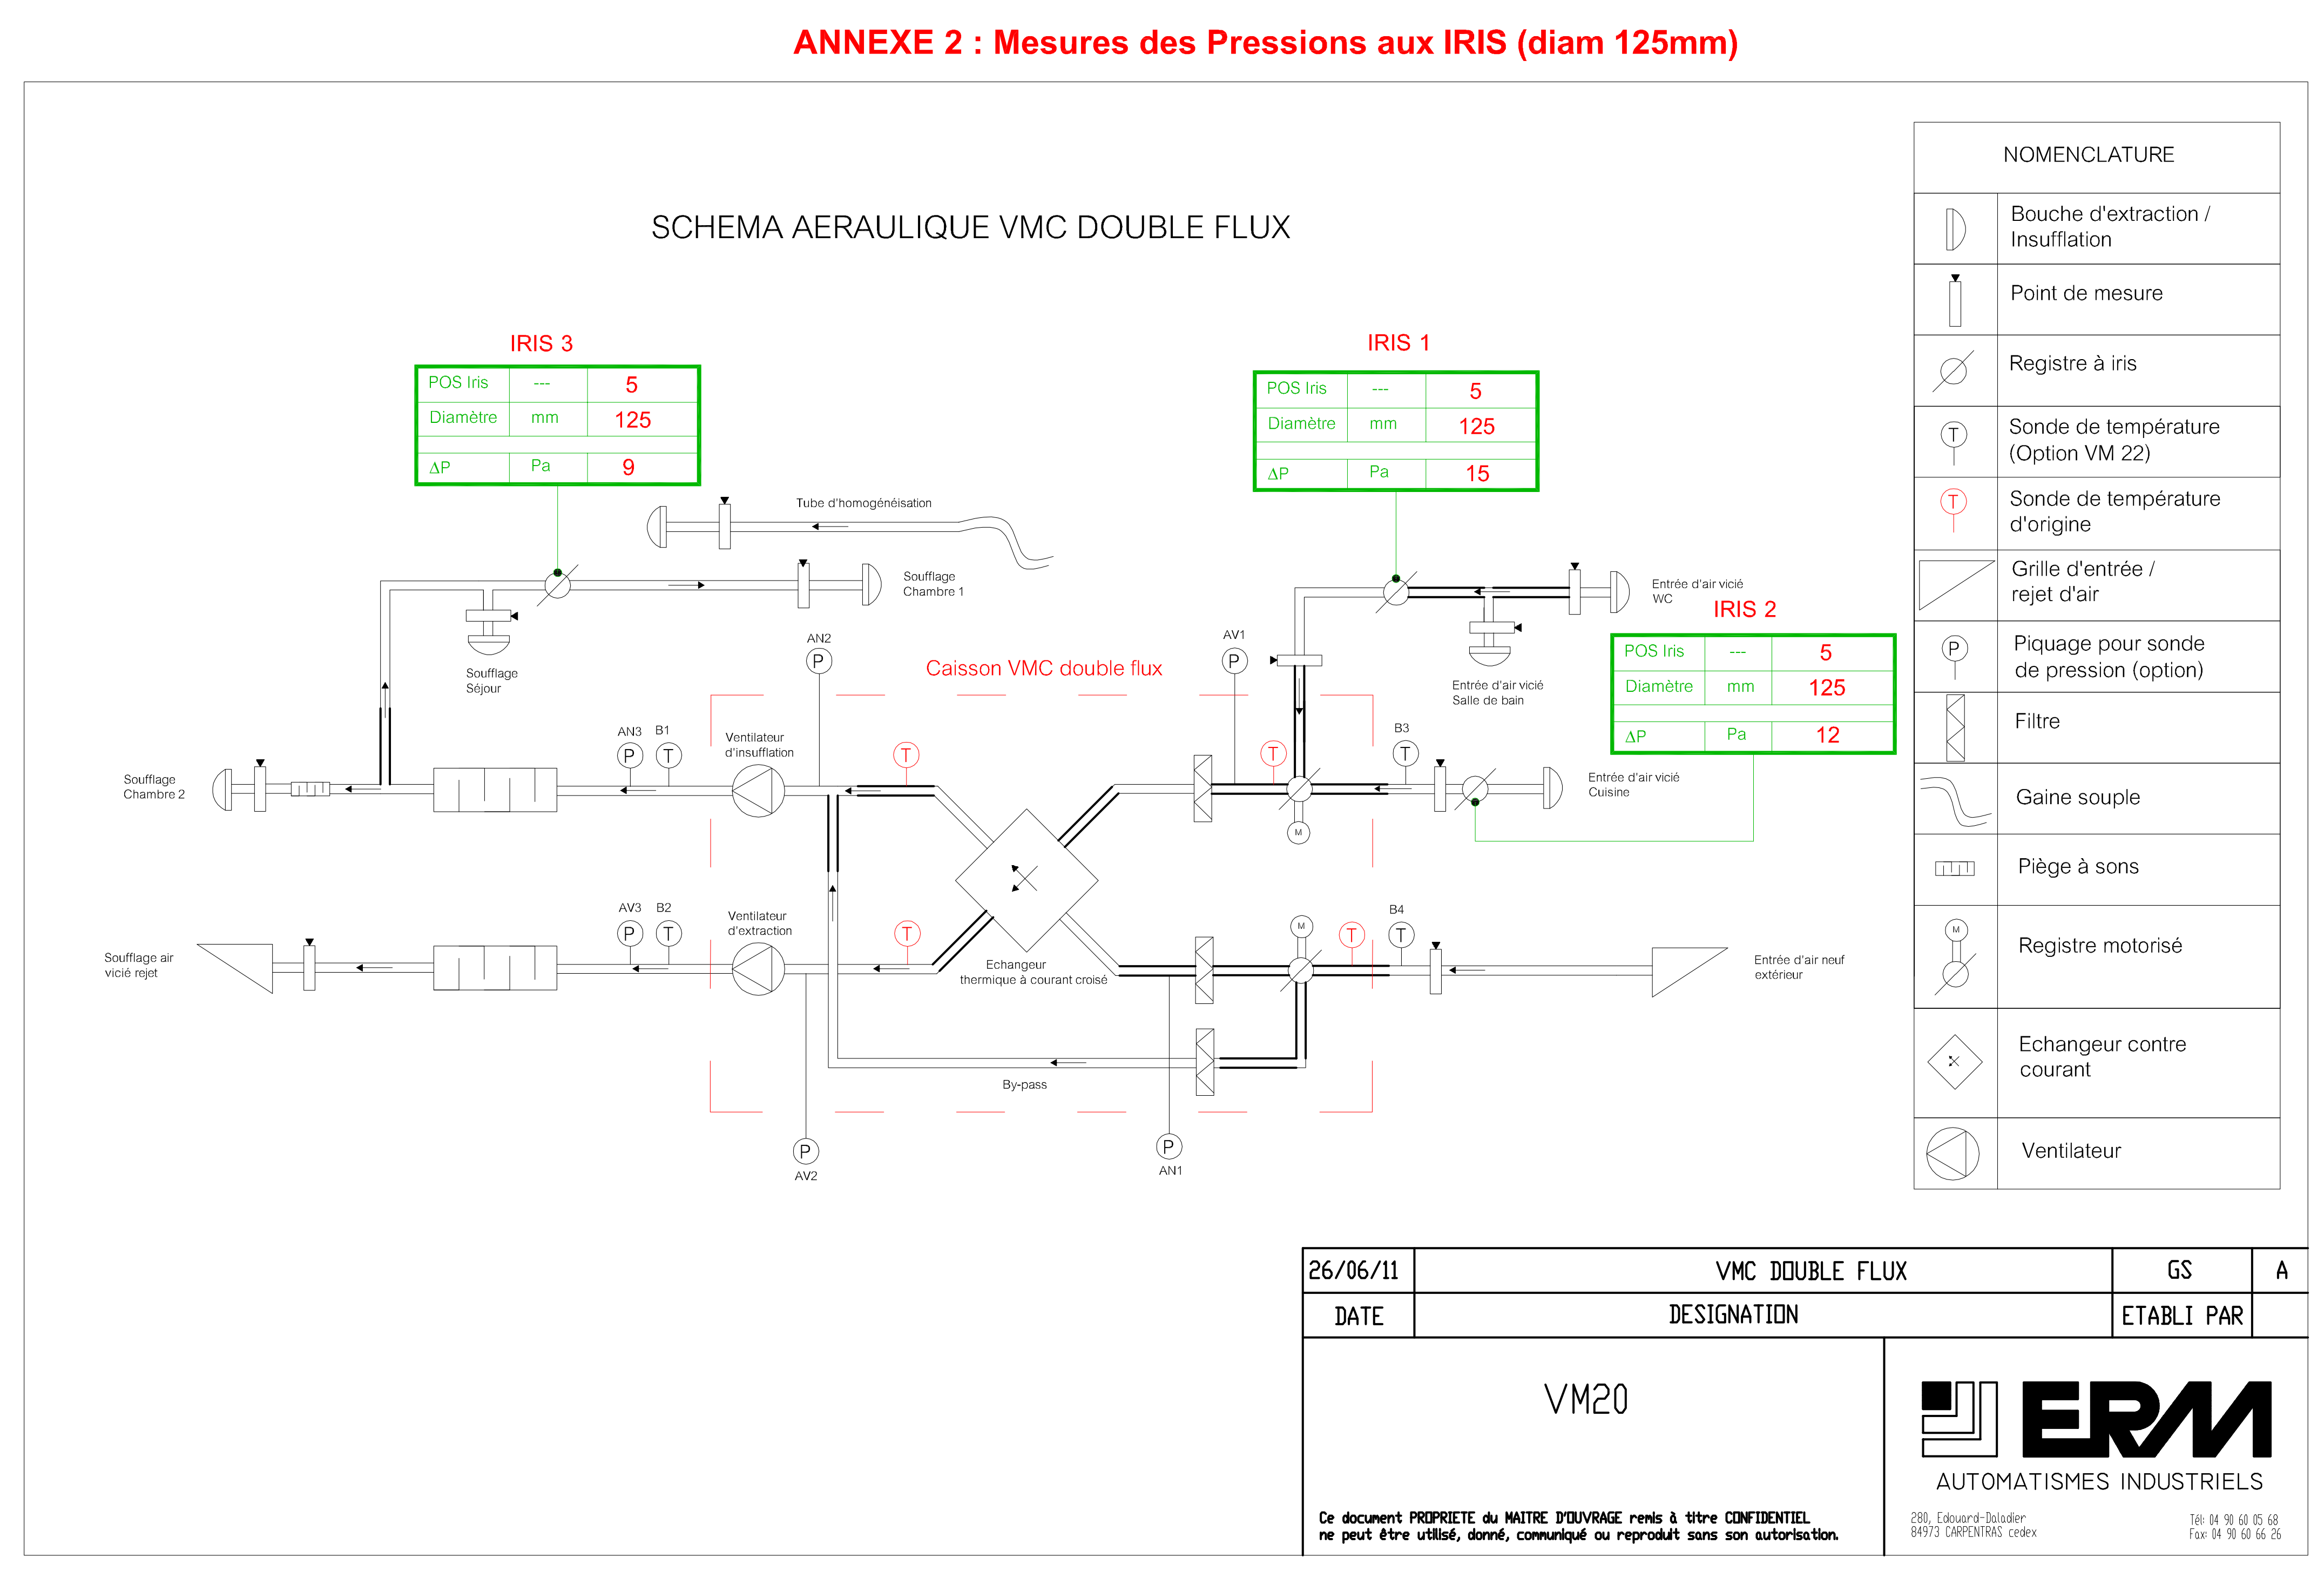 ANNEXE 2 : Mesures des Pressions aux IRIS (diam 125mm)
SCHEMA AERAULIQUE VMC DOUBLE FLUX
IRIS 3
POS Iris --- 5
Diamètre mm 125
ΔP Pa 9
IRIS 1
POS Iris --- 5
Diamètre mm 125
ΔP Pa 15
IRIS 2
POS Iris --- 5
Diamètre mm 125
ΔP Pa 12
Tube d'homogénéisation
Soufflage
Chambre 1
Soufflage
Séjour
Entrée d'air vicié
WC
Entrée d'air vicié
Salle de bain
AN2
P
AV1
P
Caisson VMC double flux
AN3
P
B1
T
Ventilateur
d'insufflation
T
T
B3
T
Entrée d'air vicié
Cuisine
M
Soufflage
Chambre 2
AV3
P
B2
T
Ventilateur
d'extraction
T
M
T
B4
T
Soufflage air
vicié rejet
Echangeur
thermique à courant croisé
Entrée d'air neuf
extérieur
By-pass
P
AV2
P
AN1
NOMENCLATURE
Bouche d'extraction /
Insufflation
Point de mesure
Registre à iris
T
Sonde de température
(Option VM 22)
T
Sonde de température
d'origine
Grille d'entrée /
rejet d'air
P
Piquage pour sonde
de pression (option)
Filtre
Gaine souple
Piège à sons
M
Registre motorisé
Echangeur contre
courant
Ventilateur
26/06/11 VMC DOUBLE FLUX GS A
DATE DESIGNATION ETABLI PAR
VM20
Ce document PROPRIETE du MAITRE D'OUVRAGE remis à titre CONFIDENTIEL
ne peut être utilisé, donné, communiqué ou reproduit sans son autorisation.
ERM
AUTOMATISMES INDUSTRIELS
280, Edouard-Daladier
84973 CARPENTRAS cedex
Tél: 04 90 60 05 68
Fax: 04 90 60 66 26